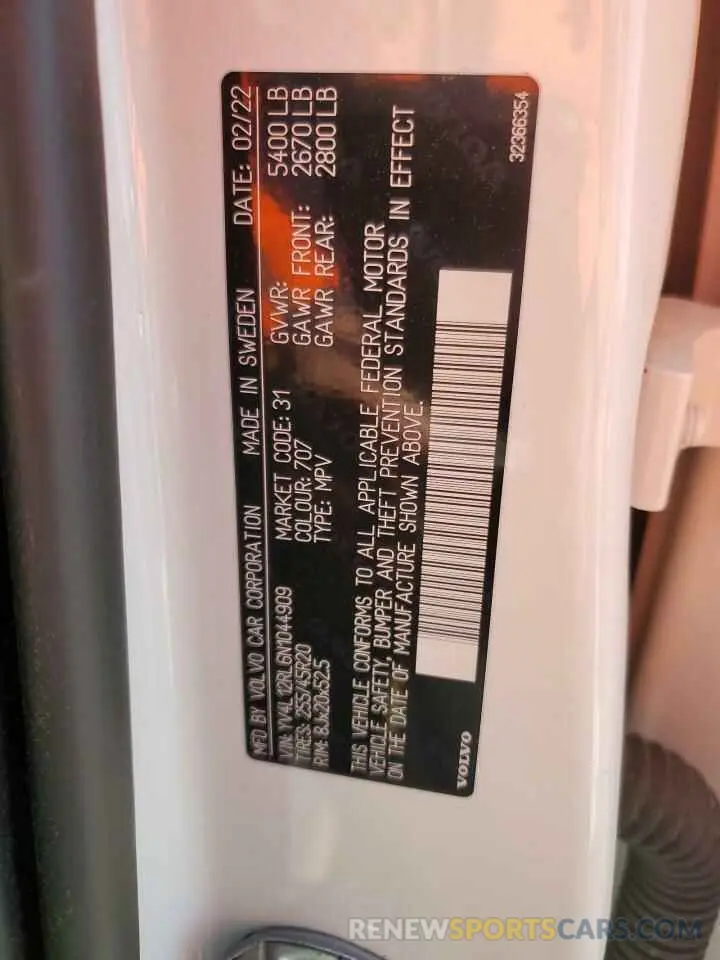 MFD BY VOLVO CAR CORPORATION MADE IN SWEDEN DATE: 02/22
VIN: YV4L12RL6N1044909 MARKET CODE: 31 GVWR: 5400 LB
TIRES: 255/45R20 COLOUR: 707 GAWR FRONT: 2670 LB
RIM: 8Jx20x52.5 TYPE: MPV GAWR REAR: 2800 LB
THIS VEHICLE CONFORMS TO ALL APPLICABLE FEDERAL MOTOR
VEHICLE SAFETY, BUMPER AND THEFT PREVENTION STANDARDS IN EFFECT
ON THE DATE OF MANUFACTURE SHOWN ABOVE.
VOLVO
32366354
RENEWSPORTSCARS.COM